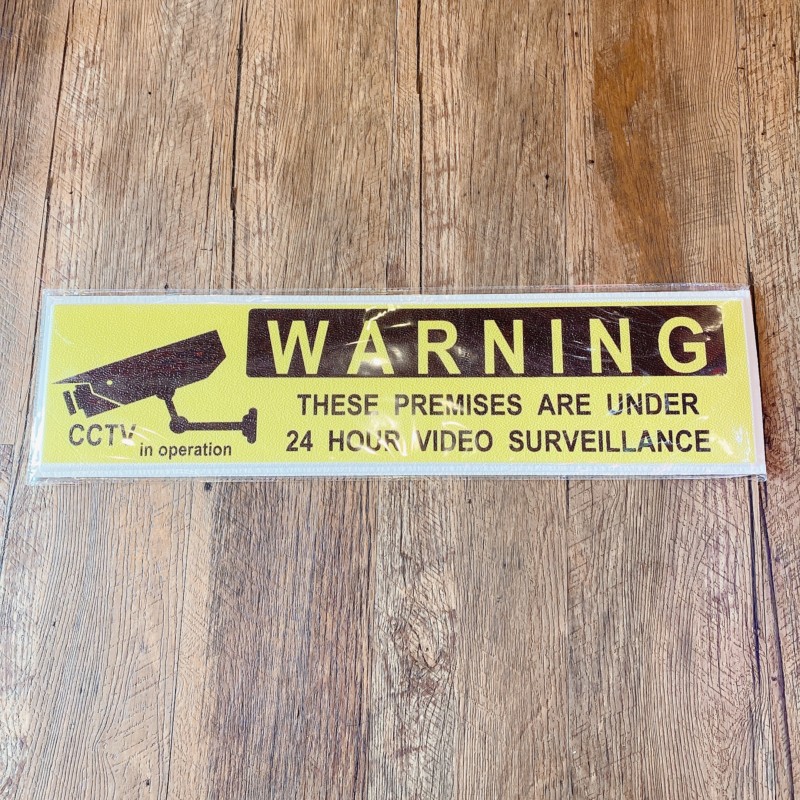 WARNING
THESE PREMISES ARE UNDER
24 HOUR VIDEO SURVEILLANCE
CCTV
in operation